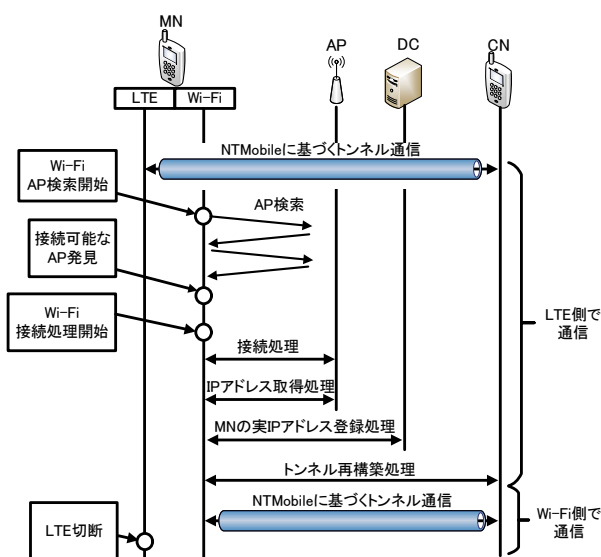 MN
AP
DC
CN
LTE
Wi-Fi
NTMobileに基づくトンネル通信
Wi-Fi
AP検索開始
AP検索
接続可能な
AP発見
Wi-Fi
接続処理開始
LTE側で
通信
接続処理
IPアドレス取得処理
MNの実IPアドレス登録処理
トンネル再構築処理
NTMobileに基づくトンネル通信
Wi-Fi側で
通信
LTE切断